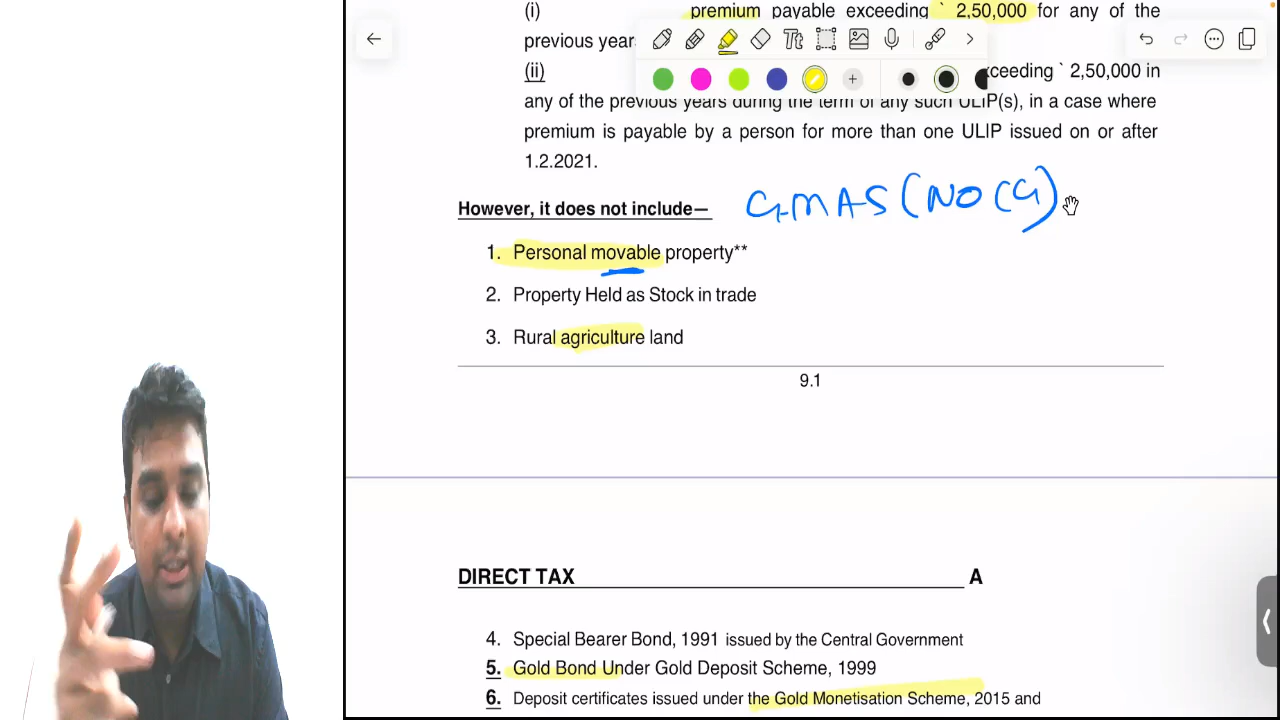 (i) premium payable exceeding ` 2,50,000 for any of the
previous year
Tt
(ii) xceeding ` 2,50,000 in
any of the previous years during the term of any such ULIP(s), in a case where
premium is payable by a person for more than one ULIP issued on or after
1.2.2021.
However, it does not include— GMAS (NO CG)
1. Personal movable property**
2. Property Held as Stock in trade
3. Rural agriculture land
9.1
DIRECT TAX A
4. Special Bearer Bond, 1991 issued by the Central Government
5. Gold Bond Under Gold Deposit Scheme, 1999
6. Deposit certificates issued under the Gold Monetisation Scheme, 2015 and